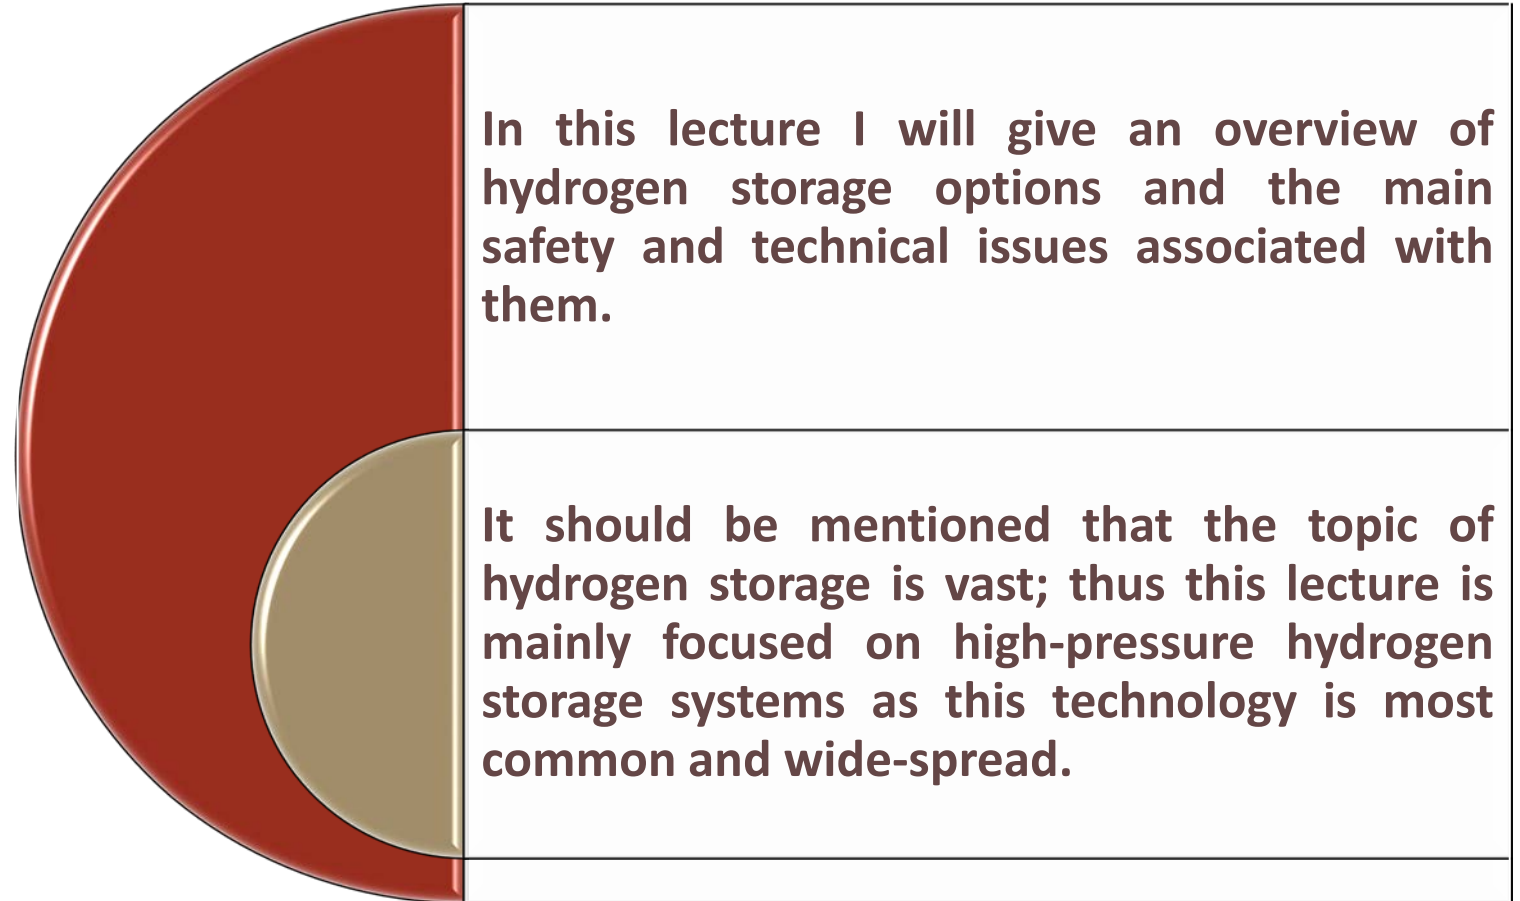 In this lecture I will give an overview of
hydrogen storage options and the main
safety and technical issues associated with
them.
It should be mentioned that the topic of
hydrogen storage is vast; thus this lecture is
mainly focused on high-pressure hydrogen
storage systems as this technology is most
common and wide-spread.